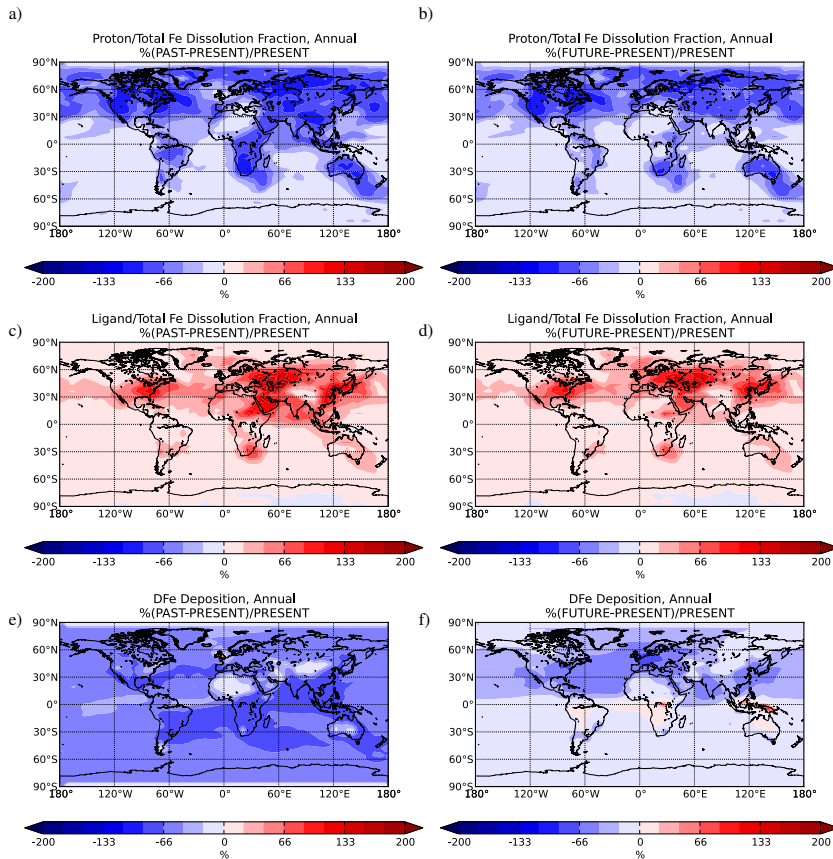 a)
Proton/Total Fe Dissolution Fraction, Annual
%(PAST-PRESENT)/PRESENT
90°N
60°N
30°N
0°
30°S
60°S
90°S
180° 120°W 60°W 0° 60°E 120°E 180°
-200 -133 -66 0 66 133 200
%
b)
Proton/Total Fe Dissolution Fraction, Annual
%(FUTURE-PRESENT)/PRESENT
90°N
60°N
30°N
0°
30°S
60°S
90°S
180° 120°W 60°W 0° 60°E 120°E 180°
-200 -133 -66 0 66 133 200
%
c)
Ligand/Total Fe Dissolution Fraction, Annual
%(PAST-PRESENT)/PRESENT
90°N
60°N
30°N
0°
30°S
60°S
90°S
180° 120°W 60°W 0° 60°E 120°E 180°
-200 -133 -66 0 66 133 200
%
d)
Ligand/Total Fe Dissolution Fraction, Annual
%(FUTURE-PRESENT)/PRESENT
90°N
60°N
30°N
0°
30°S
60°S
90°S
180° 120°W 60°W 0° 60°E 120°E 180°
-200 -133 -66 0 66 133 200
%
e)
DFe Deposition, Annual
%(PAST-PRESENT)/PRESENT
90°N
60°N
30°N
0°
30°S
60°S
90°S
180° 120°W 60°W 0° 60°E 120°E 180°
-200 -133 -66 0 66 133 200
%
f)
DFe Deposition, Annual
%(FUTURE-PRESENT)/PRESENT
90°N
60°N
30°N
0°
30°S
60°S
90°S
180° 120°W 60°W 0° 60°E 120°E 180°
-200 -133 -66 0 66 133 200
%